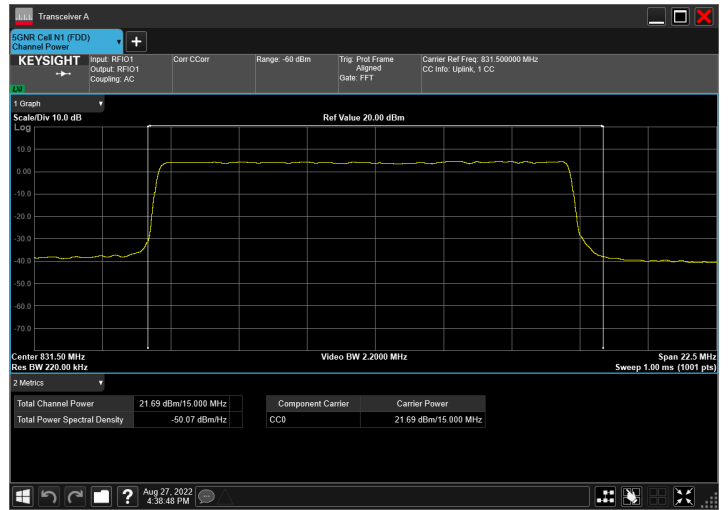 Transceiver A
5GNR Cell N1 (FDD)
Channel Power
KEYSIGHT
LXI
Input: RFIO1
Output: RFIO1
Coupling: AC
Corr CCorr
Range: -60 dBm
Trig: Prot Frame
Aligned
Gate: FFT
Carrier Ref Freq: 831.500000 MHz
CC Info: Uplink, 1 CC
1 Graph
Scale/Div 10.0 dB
Ref Value 20.00 dBm
Log
10.0
0.00
-10.0
-20.0
-30.0
-40.0
-50.0
-60.0
-70.0
Center 831.50 MHz
Video BW 2.2000 MHz
Span 22.5 MHz
Res BW 220.00 kHz
Sweep 1.00 ms (1001 pts)
2 Metrics
Total Channel Power 21.69 dBm/15.000 MHz
Total Power Spectral Density -50.07 dBm/Hz
Component Carrier Carrier Power
CC0 21.69 dBm/15.000 MHz
Aug 27, 2022
4:38:48 PM